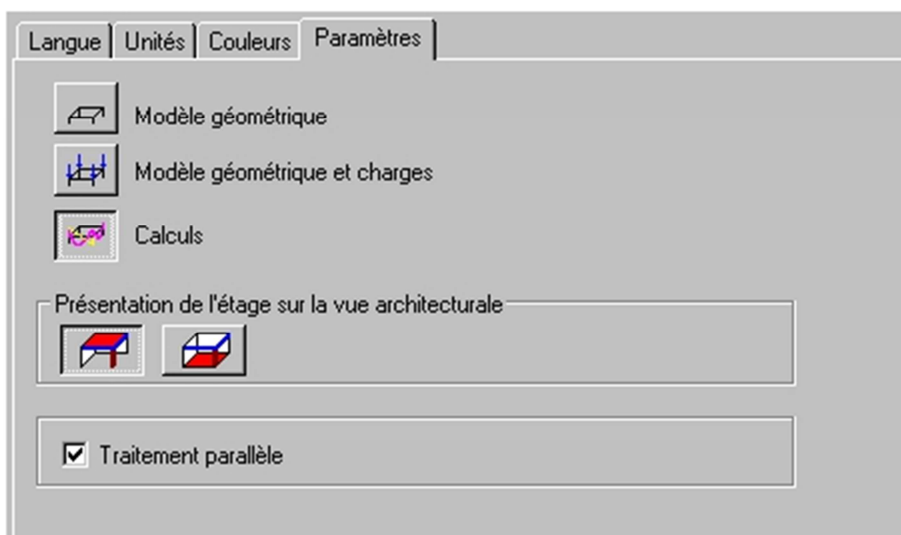 Langue Unités Couleurs Paramètres
Modèle géométrique
Modèle géométrique et charges
Calculs
Présentation de l'étage sur la vue architecturale
Traitement parallèle